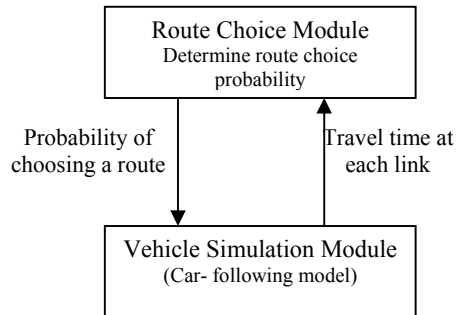 Route Choice Module
Determine route choice
probability
Probability of
choosing a route
Travel time at
each link
Vehicle Simulation Module
(Car- following model)